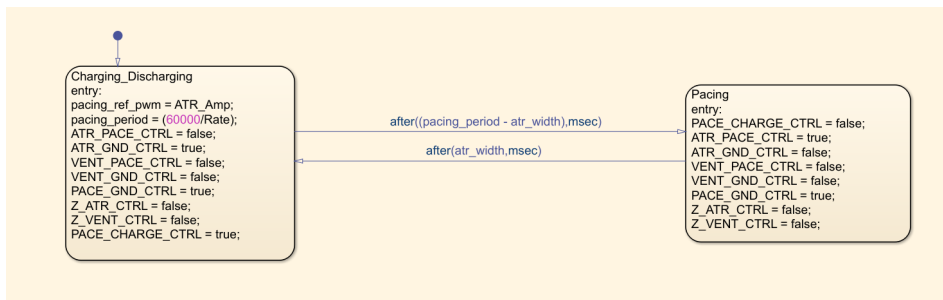 Charging_Discharging
entry:
pacing_ref_pwm = ATR_Amp;
pacing_period = (60000/Rate);
ATR_PACE_CTRL = false;
ATR_GND_CTRL = true;
VENT_PACE_CTRL = false;
VENT_GND_CTRL = false;
PACE_GND_CTRL = true;
Z_ATR_CTRL = false;
Z_VENT_CTRL = false;
PACE_CHARGE_CTRL = true;
after((pacing_period - atr_width),msec)
after(atr_width,msec)
Pacing
entry:
PACE_CHARGE_CTRL = false;
ATR_PACE_CTRL = true;
ATR_GND_CTRL = false;
VENT_PACE_CTRL = false;
VENT_GND_CTRL = false;
PACE_GND_CTRL = true;
Z_ATR_CTRL = false;
Z_VENT_CTRL = false;